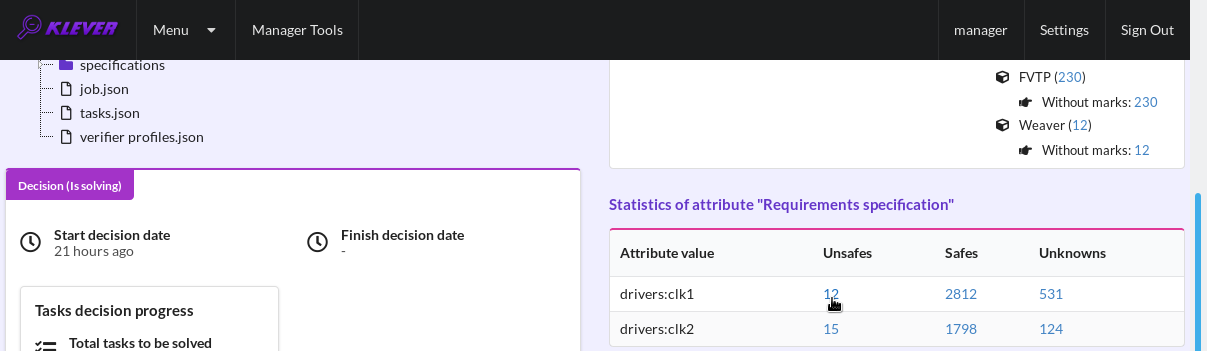 KLEVER Menu Manager Tools manager Settings Sign Out
specifications
job.json
tasks.json
verifier profiles.json
Decision (Is solving)
Start decision date
21 hours ago
Finish decision date
-
Tasks decision progress
Total tasks to be solved
FVTP (230)
Without marks: 230
Weaver (12)
Without marks: 12
Statistics of attribute "Requirements specification"
Attribute value Unsafes Safes Unknowns
drivers:clk1 12 2812 531
drivers:clk2 15 1798 124